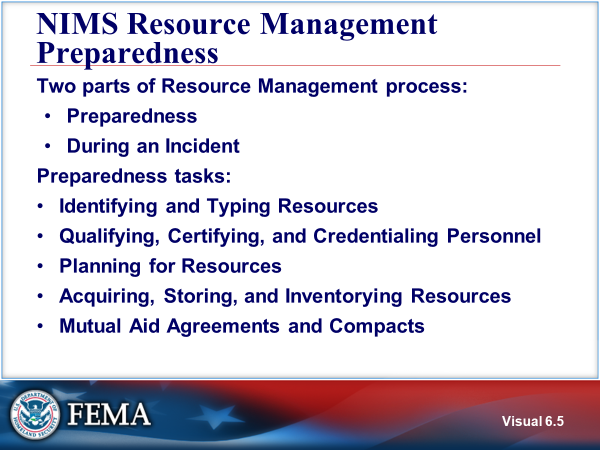 NIMS Resource Management
Preparedness
Two parts of Resource Management process:
• Preparedness
• During an Incident
Preparedness tasks:
• Identifying and Typing Resources
• Qualifying, Certifying, and Credentialing Personnel
• Planning for Resources
• Acquiring, Storing, and Inventorying Resources
• Mutual Aid Agreements and Compacts
FEMA
Visual 6.5